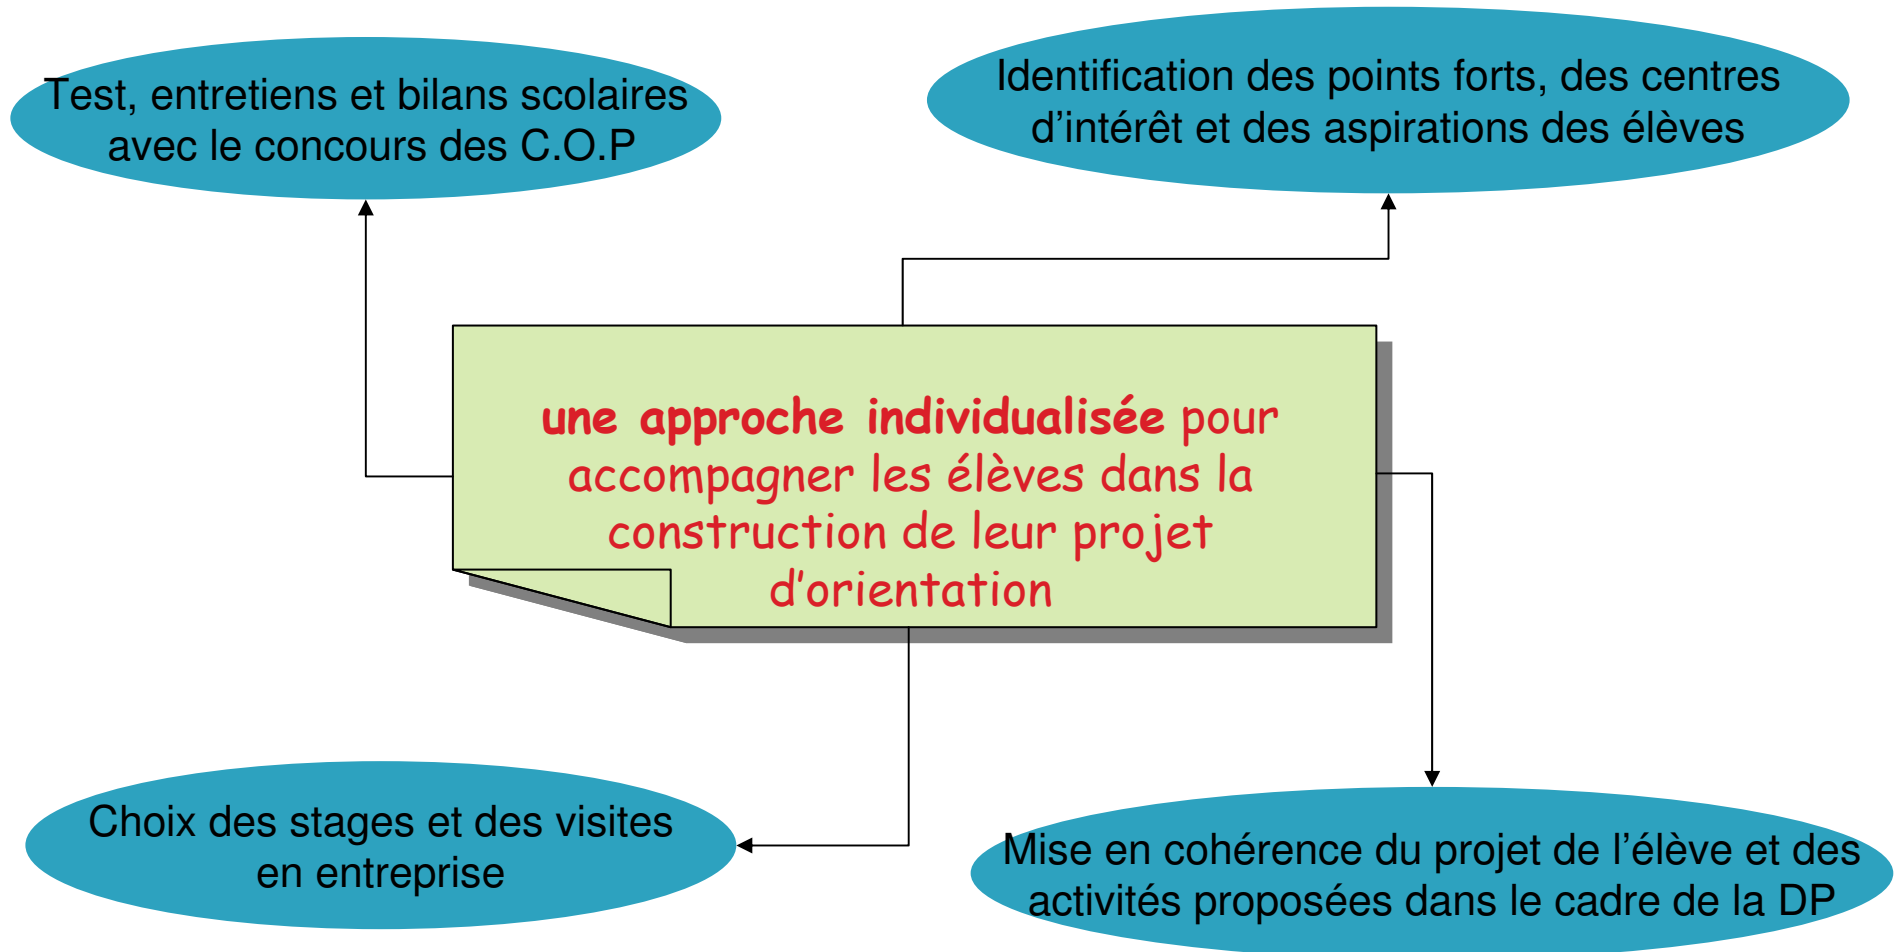 Test, entretiens et bilans scolaires
avec le concours des C.O.P
Identification des points forts, des centres
d’intérêt et des aspirations des élèves
une approche individualisée pour
accompagner les élèves dans la
construction de leur projet
d’orientation
Choix des stages et des visites
en entreprise
Mise en cohérence du projet de l’élève et des
activités proposées dans le cadre de la DP